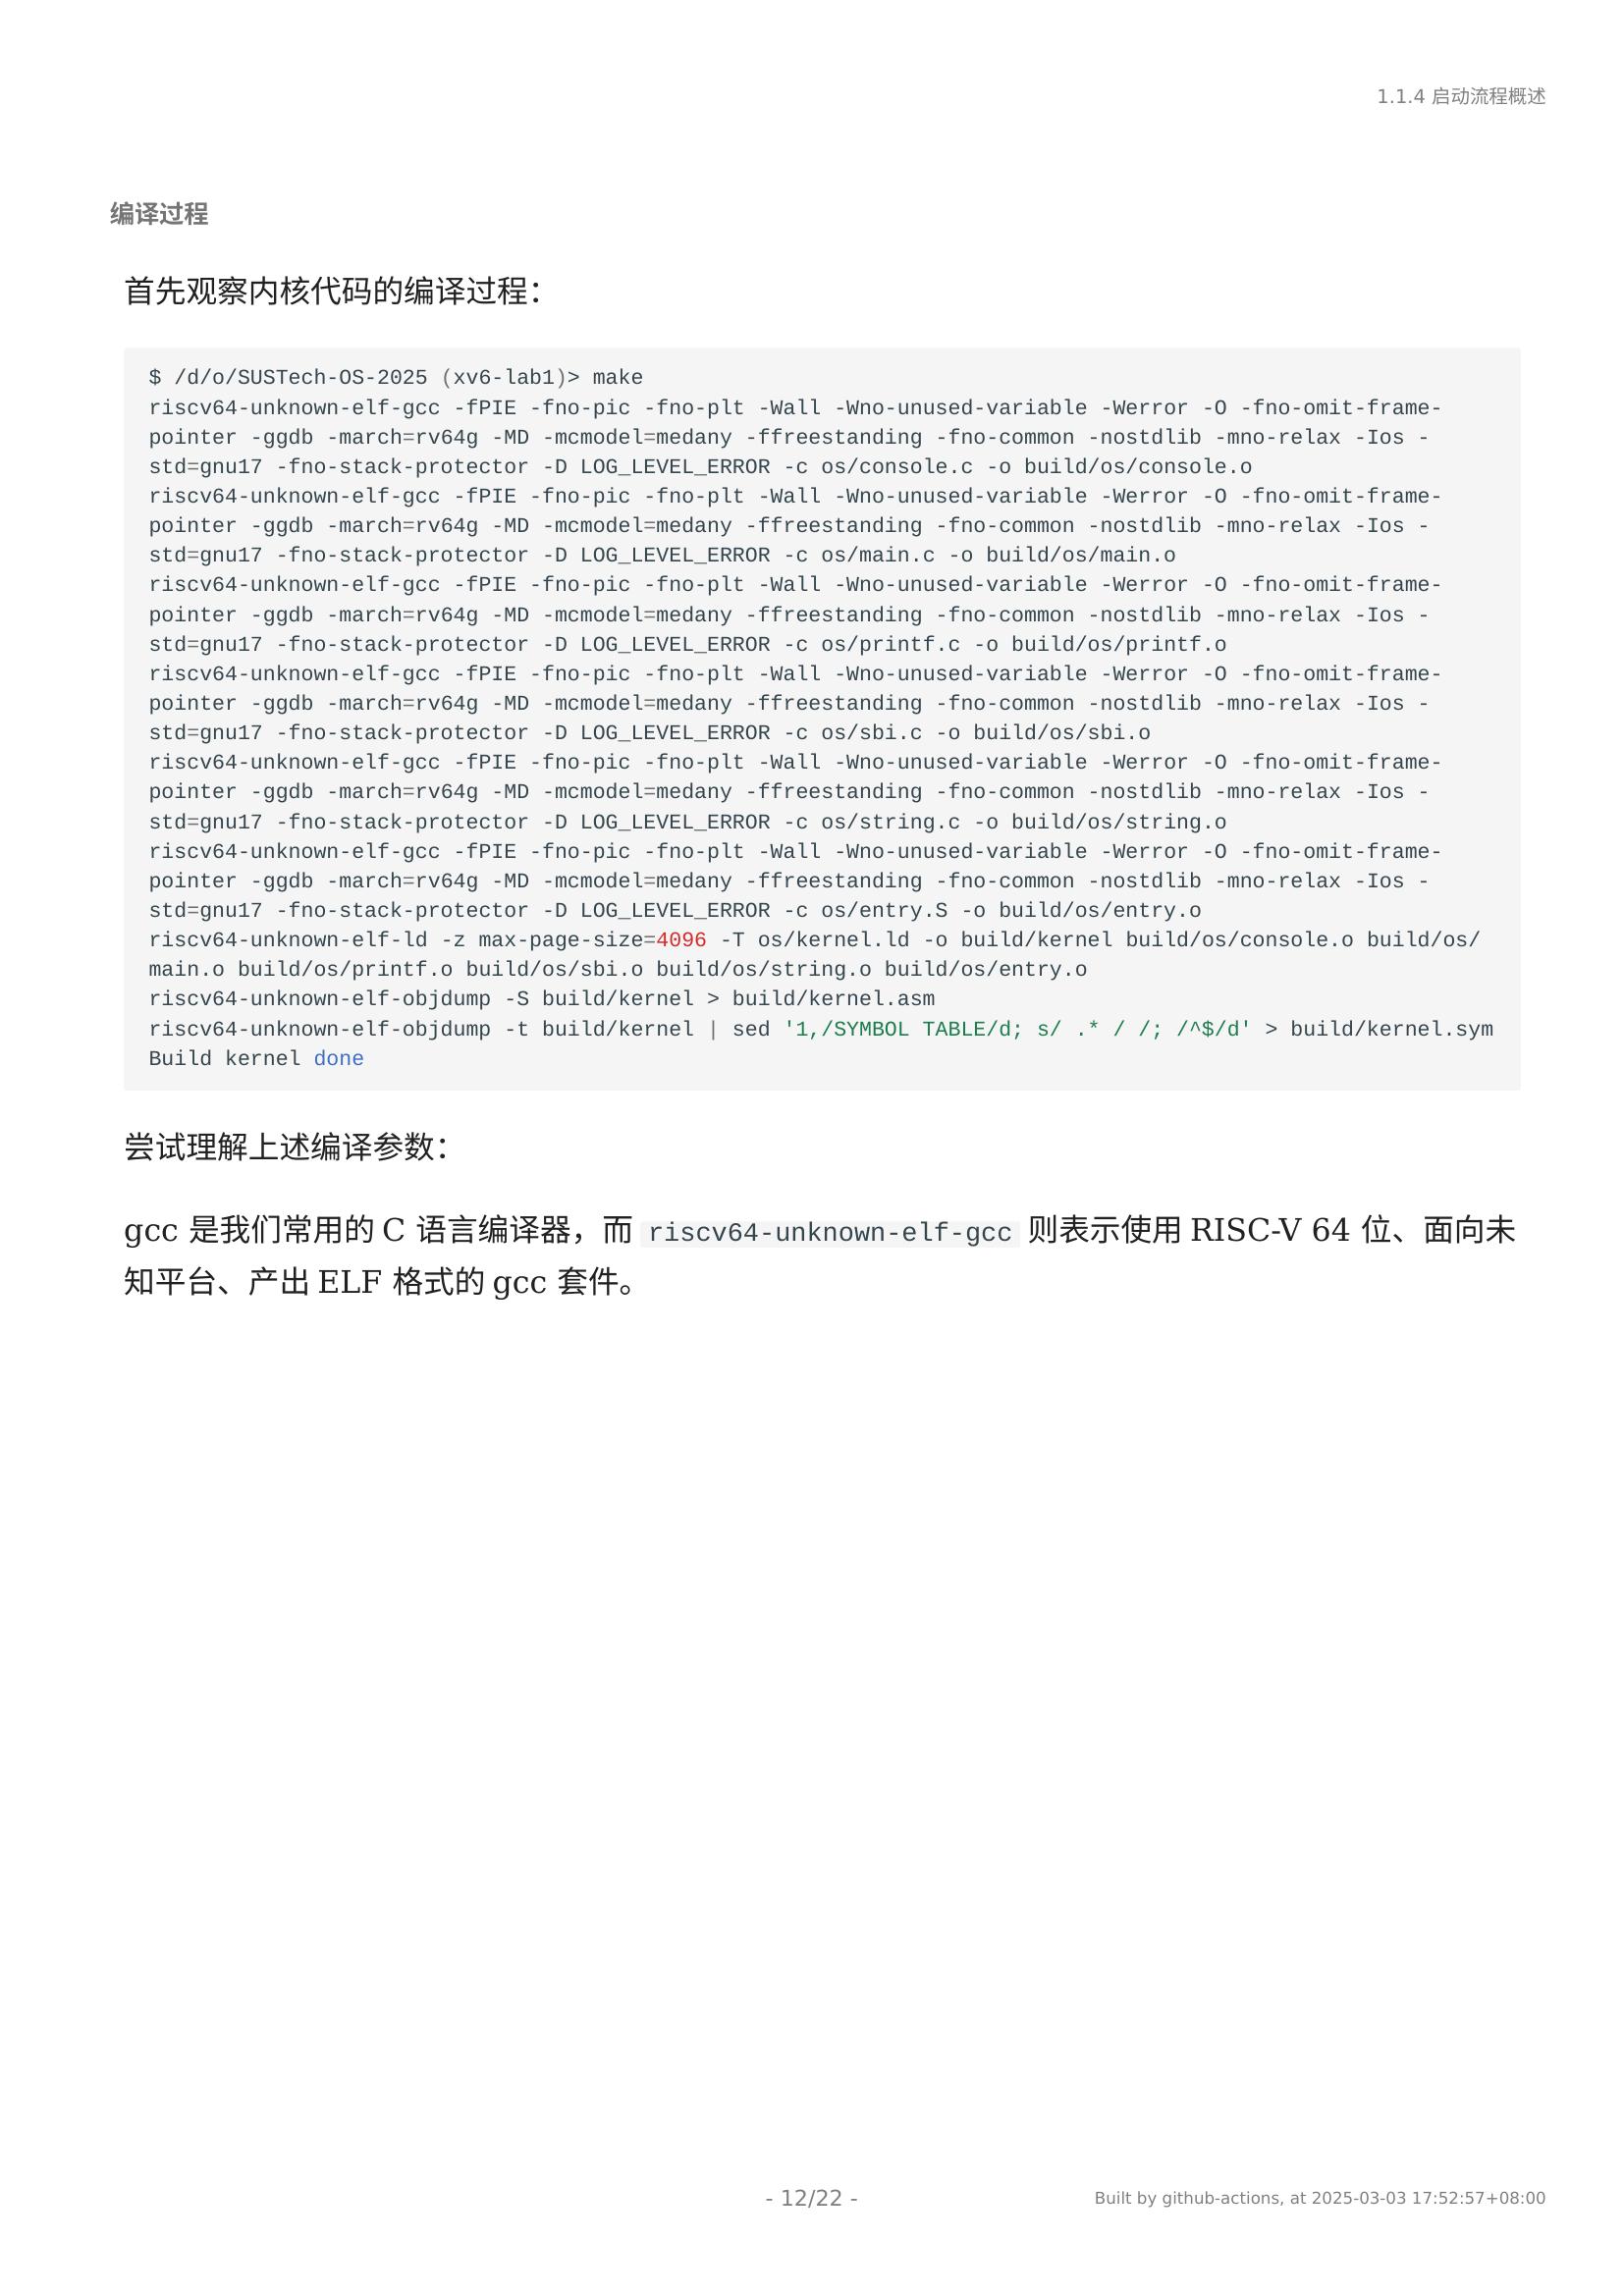 1.1.4 启动流程概述
编译过程
首先观察内核代码的编译过程：
$ /d/o/SUSTech-OS-2025 (xv6-lab1)> make
riscv64-unknown-elf-gcc -fPIE -fno-pic -fno-plt -Wall -Wno-unused-variable -Werror -O -fno-omit-frame-
pointer -ggdb -march=rv64g -MD -mcmodel=medany -ffreestanding -fno-common -nostdlib -mno-relax -Ios -
std=gnu17 -fno-stack-protector -D LOG_LEVEL_ERROR -c os/console.c -o build/os/console.o
riscv64-unknown-elf-gcc -fPIE -fno-pic -fno-plt -Wall -Wno-unused-variable -Werror -O -fno-omit-frame-
pointer -ggdb -march=rv64g -MD -mcmodel=medany -ffreestanding -fno-common -nostdlib -mno-relax -Ios -
std=gnu17 -fno-stack-protector -D LOG_LEVEL_ERROR -c os/main.c -o build/os/main.o
riscv64-unknown-elf-gcc -fPIE -fno-pic -fno-plt -Wall -Wno-unused-variable -Werror -O -fno-omit-frame-
pointer -ggdb -march=rv64g -MD -mcmodel=medany -ffreestanding -fno-common -nostdlib -mno-relax -Ios -
std=gnu17 -fno-stack-protector -D LOG_LEVEL_ERROR -c os/printf.c -o build/os/printf.o
riscv64-unknown-elf-gcc -fPIE -fno-pic -fno-plt -Wall -Wno-unused-variable -Werror -O -fno-omit-frame-
pointer -ggdb -march=rv64g -MD -mcmodel=medany -ffreestanding -fno-common -nostdlib -mno-relax -Ios -
std=gnu17 -fno-stack-protector -D LOG_LEVEL_ERROR -c os/sbi.c -o build/os/sbi.o
riscv64-unknown-elf-gcc -fPIE -fno-pic -fno-plt -Wall -Wno-unused-variable -Werror -O -fno-omit-frame-
pointer -ggdb -march=rv64g -MD -mcmodel=medany -ffreestanding -fno-common -nostdlib -mno-relax -Ios -
std=gnu17 -fno-stack-protector -D LOG_LEVEL_ERROR -c os/string.c -o build/os/string.o
riscv64-unknown-elf-gcc -fPIE -fno-pic -fno-plt -Wall -Wno-unused-variable -Werror -O -fno-omit-frame-
pointer -ggdb -march=rv64g -MD -mcmodel=medany -ffreestanding -fno-common -nostdlib -mno-relax -Ios -
std=gnu17 -fno-stack-protector -D LOG_LEVEL_ERROR -c os/entry.S -o build/os/entry.o
riscv64-unknown-elf-ld -z max-page-size=4096 -T os/kernel.ld -o build/kernel build/os/console.o build/os/
main.o build/os/printf.o build/os/sbi.o build/os/string.o build/os/entry.o
riscv64-unknown-elf-objdump -S build/kernel > build/kernel.asm
riscv64-unknown-elf-objdump -t build/kernel | sed '1,/SYMBOL TABLE/d; s/ .* / /; /^$/d' > build/kernel.sym
Build kernel done
尝试理解上述编译参数：
gcc 是我们常用的 C 语言编译器，而 riscv64-unknown-elf-gcc 则表示使用 RISC-V 64 位、面向未
知平台、产出 ELF 格式的 gcc 套件。
- 12/22 -
Built by github-actions, at 2025-03-03 17:52:57+08:00